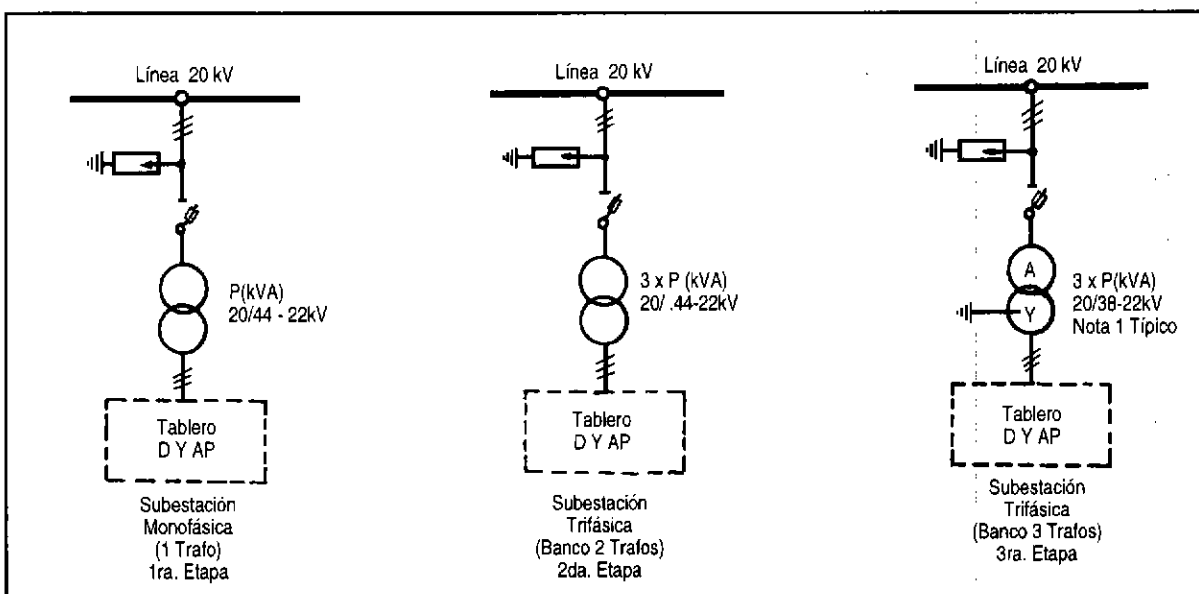 Línea 20 kV
P(kVA)
20/44 - 22kV
Tablero
D Y AP
Subestación
Monofásica
(1 Trafo)
1ra. Etapa
Línea 20 kV
3 x P (kVA)
20/ .44-22kV
Tablero
D Y AP
Subestación
Trifásica
(Banco 2 Trafos)
2da. Etapa
Línea 20 kV
A
Y
3 x P(kVA)
20/38-22kV
Nota 1 Típico
Tablero
D Y AP
Subestación
Trifásica
(Banco 3 Trafos)
3ra. Etapa